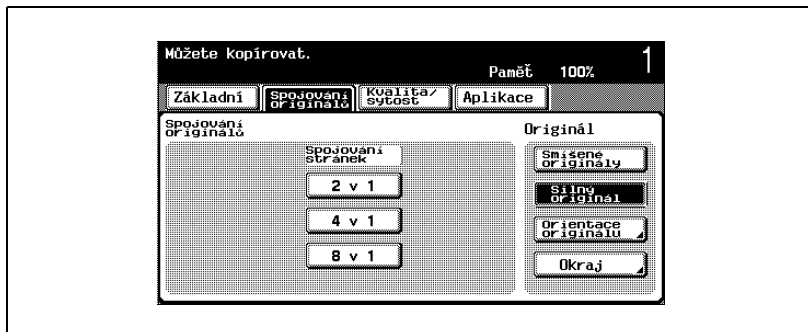 Můžete kopírovat.
Paměť 100% 1
Základní
Spojování
originálů
Kvalita/
sytost
Aplikace
Spojování
originálů
Spojování
stránek
2 v 1
4 v 1
8 v 1
Originál
Smíšené
originály
Silný
originál
Orientace
originálu
Okraj